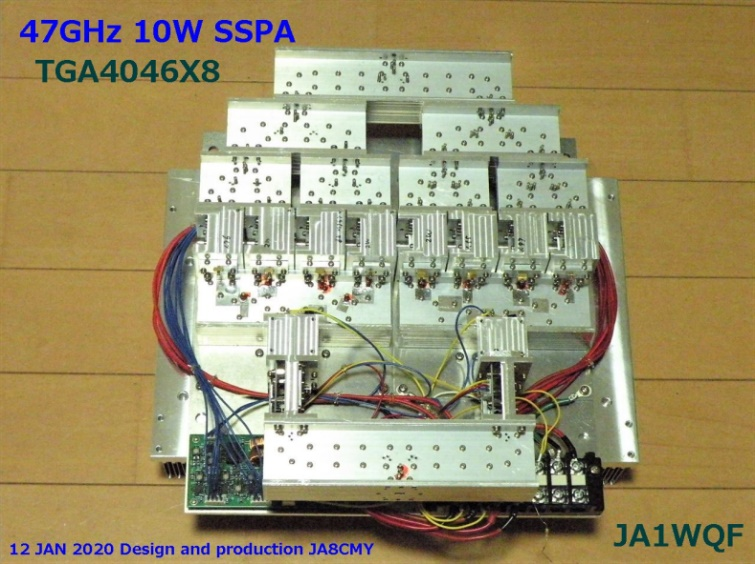 47GHz 10W SSPA
TGA4046X8
12 JAN 2020 Design and production JA8CMY
JA1WQF